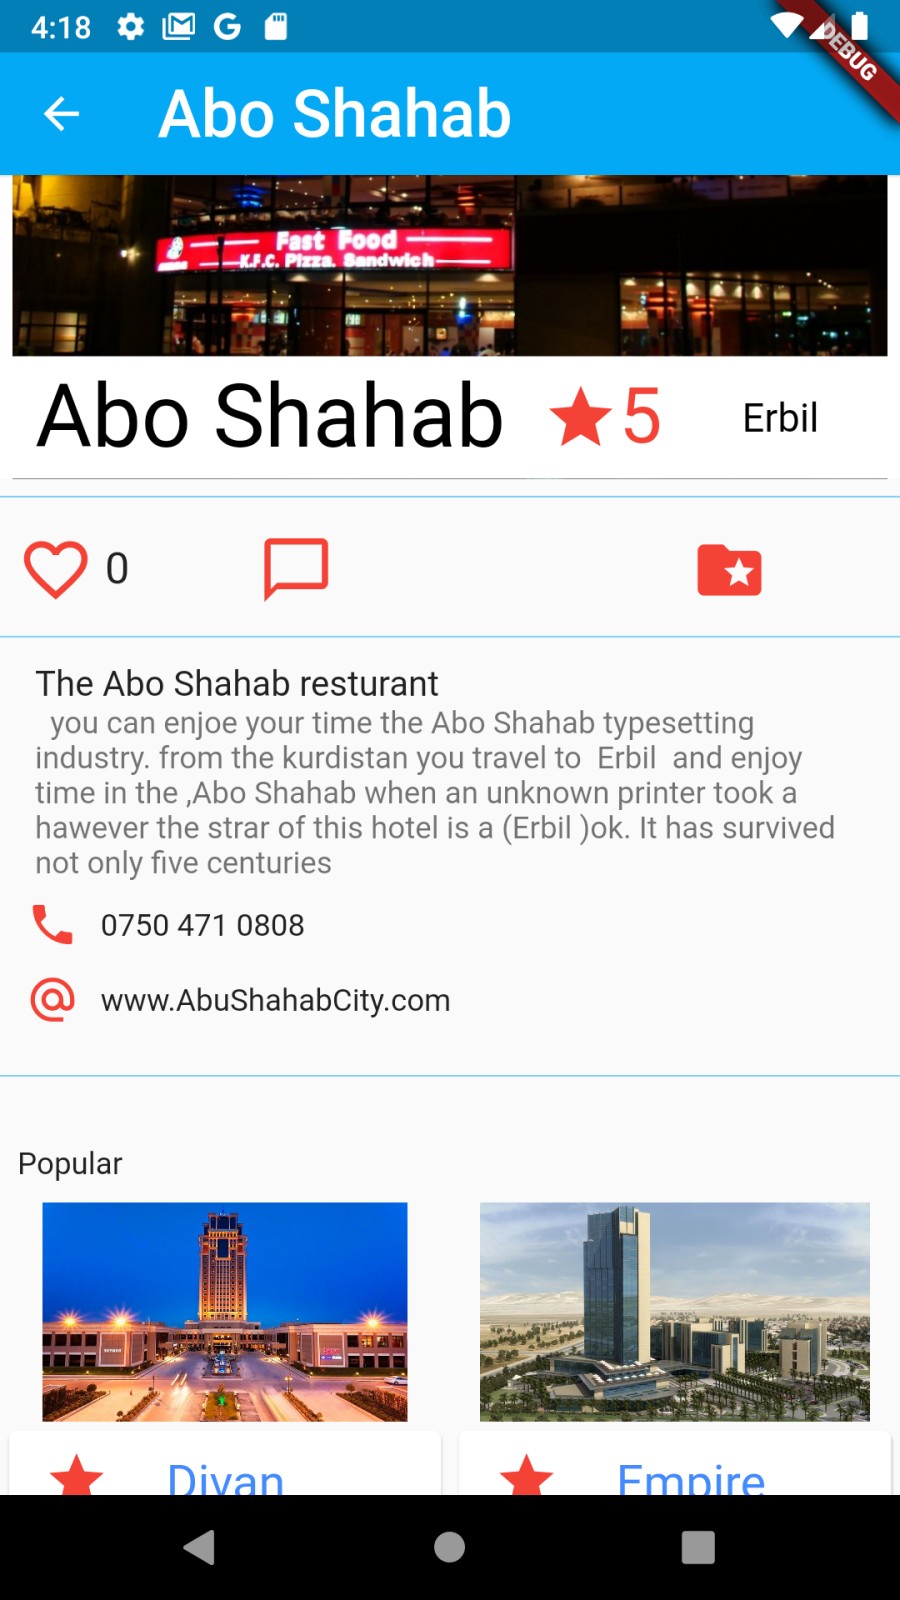 4:18
DEBUG
Abo Shahab
Fast Food
K.F.C. Pizza. Sandwich
Abo Shahab 5 Erbil
0
The Abo Shahab resturant
you can enjoe your time the Abo Shahab typesetting
industry. from the kurdistan you travel to Erbil and enjoy
time in the ,Abo Shahab when an unknown printer took a
hawever the strar of this hotel is a (Erbil )ok. It has survived
not only five centuries
0750 471 0808
www.AbuShahabCity.com
Popular
Divan Empire